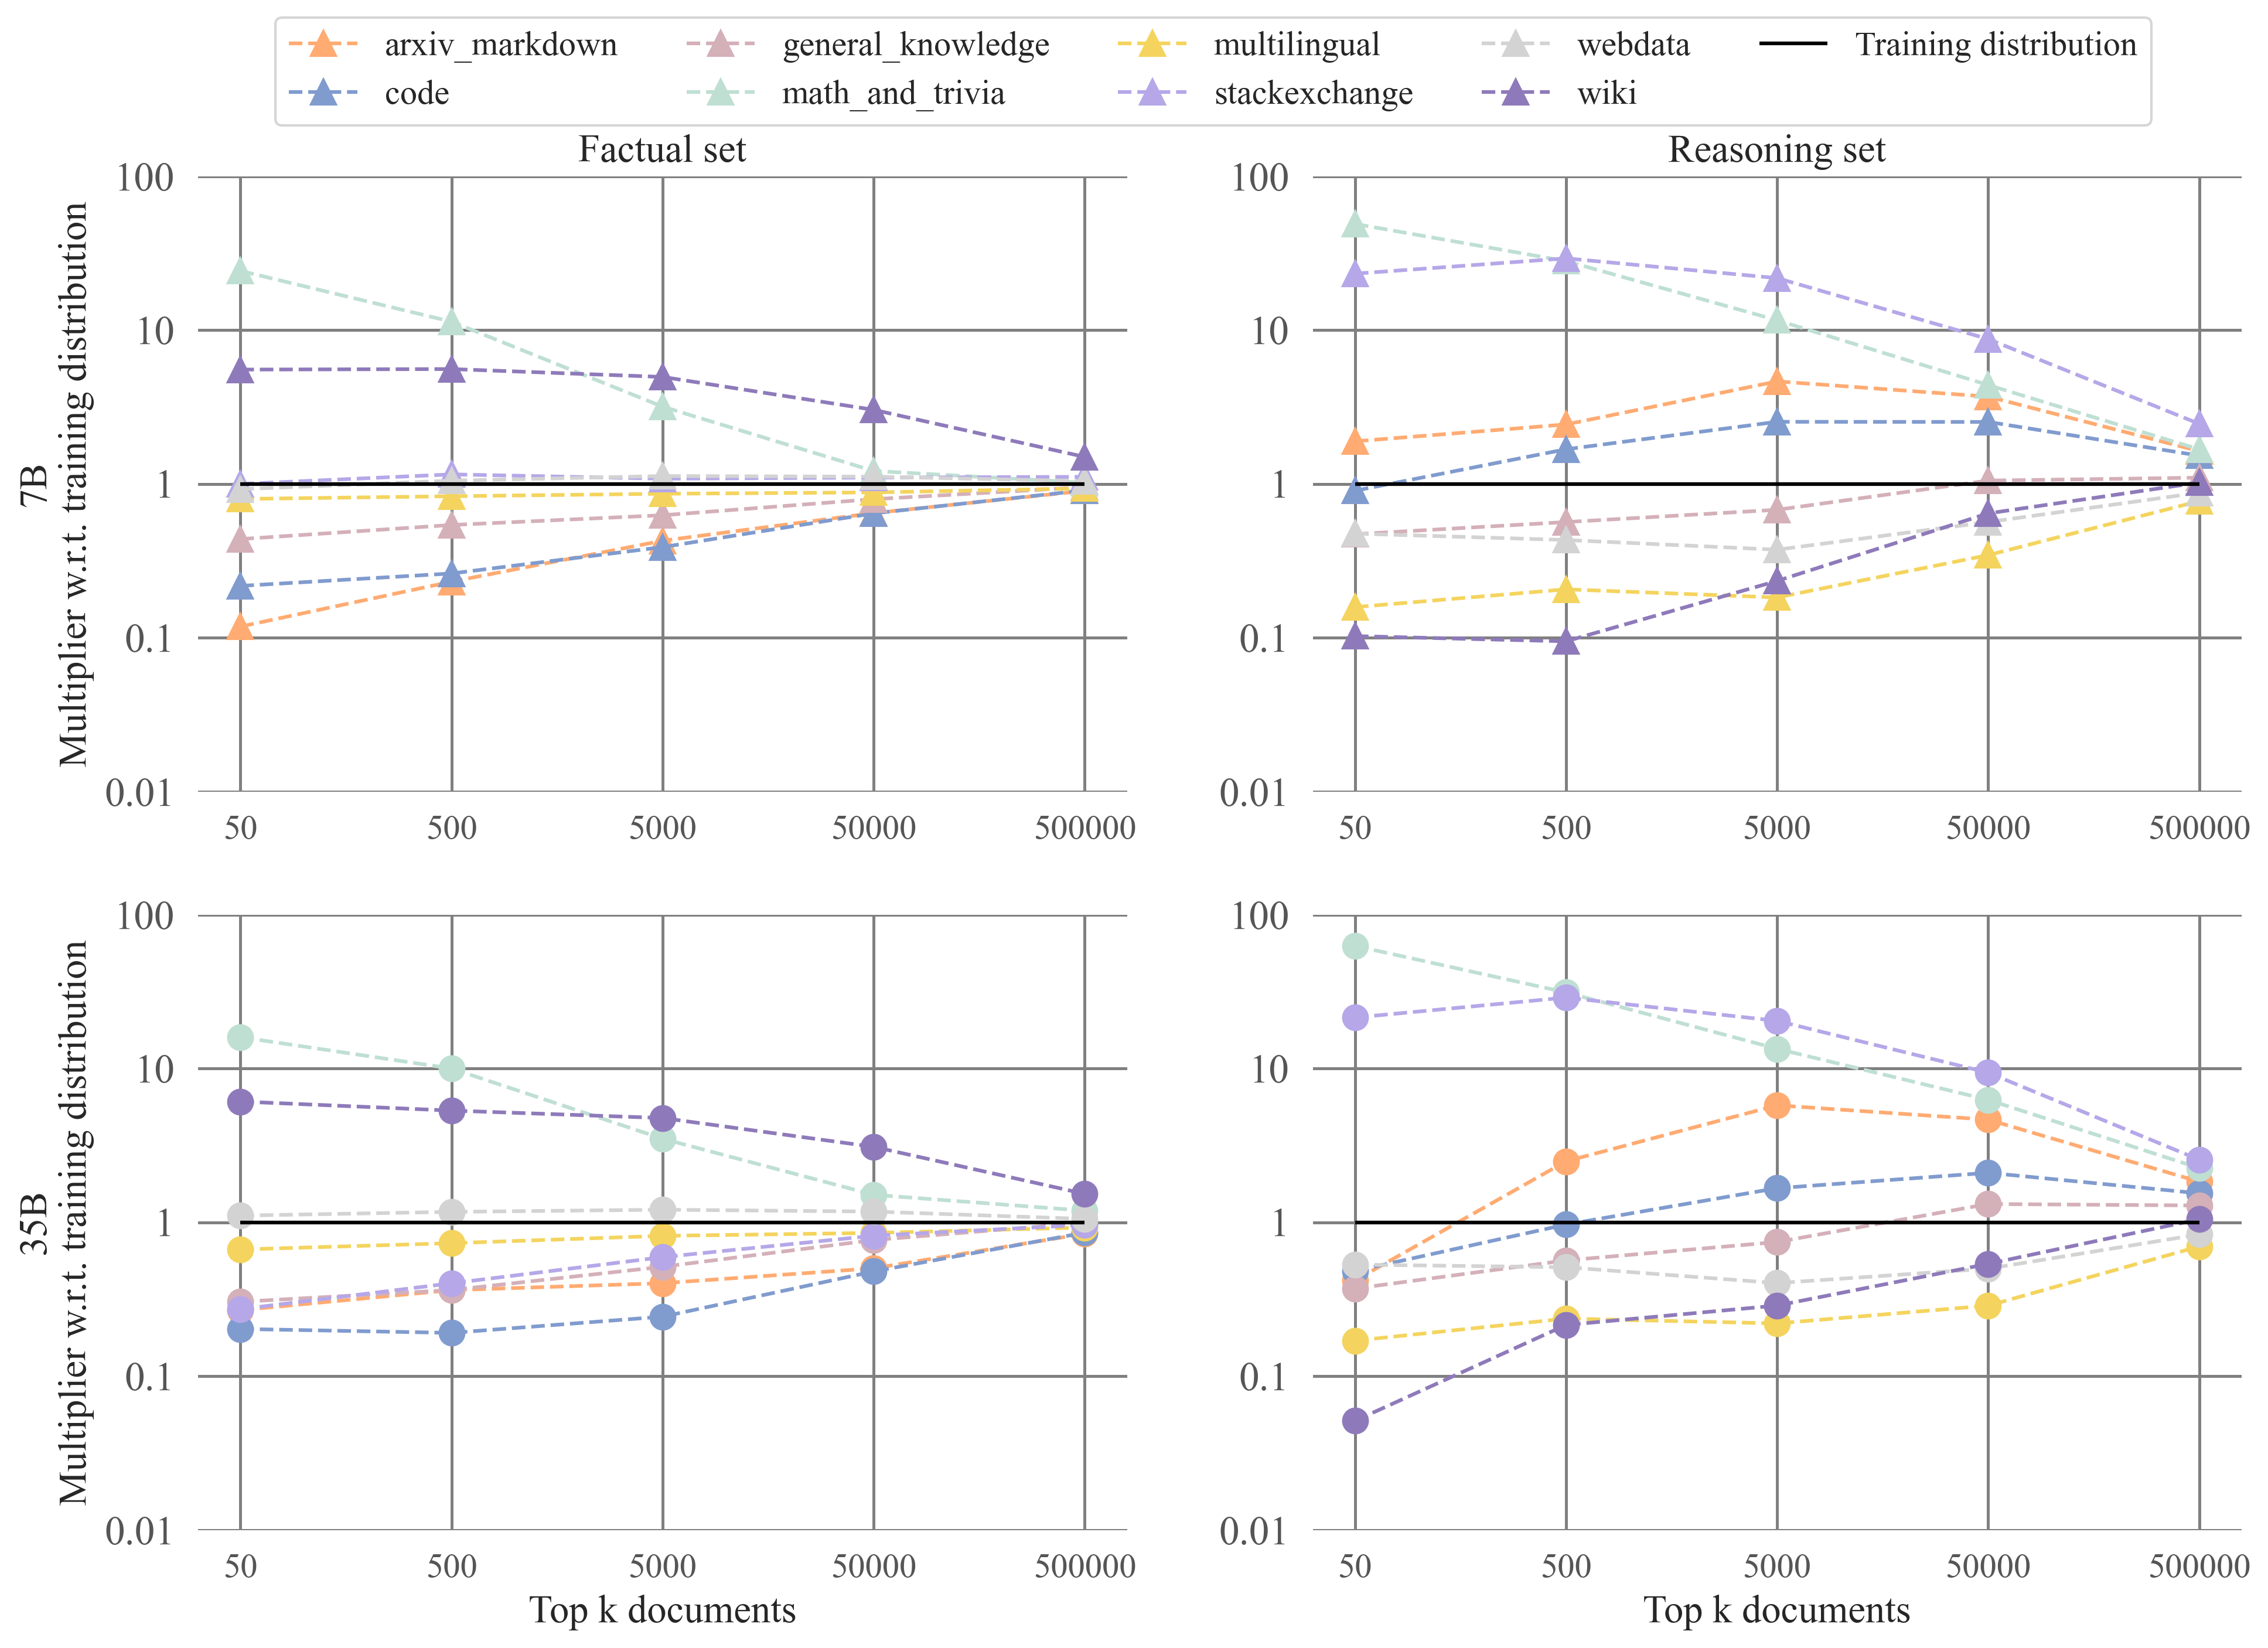 arxiv_markdown general_knowledge multilingual webdata Training distribution
code math_and_trivia stackexchange wiki
Factual set Reasoning set
7B
Multiplier w.r.t. training distribution
100
10
1
0.1
0.01
50 500 5000 50000 500000
100
10
1
0.1
0.01
50 500 5000 50000 500000
35B
Multiplier w.r.t. training distribution
100
10
1
0.1
0.01
50 500 5000 50000 500000
Top k documents
100
10
1
0.1
0.01
50 500 5000 50000 500000
Top k documents